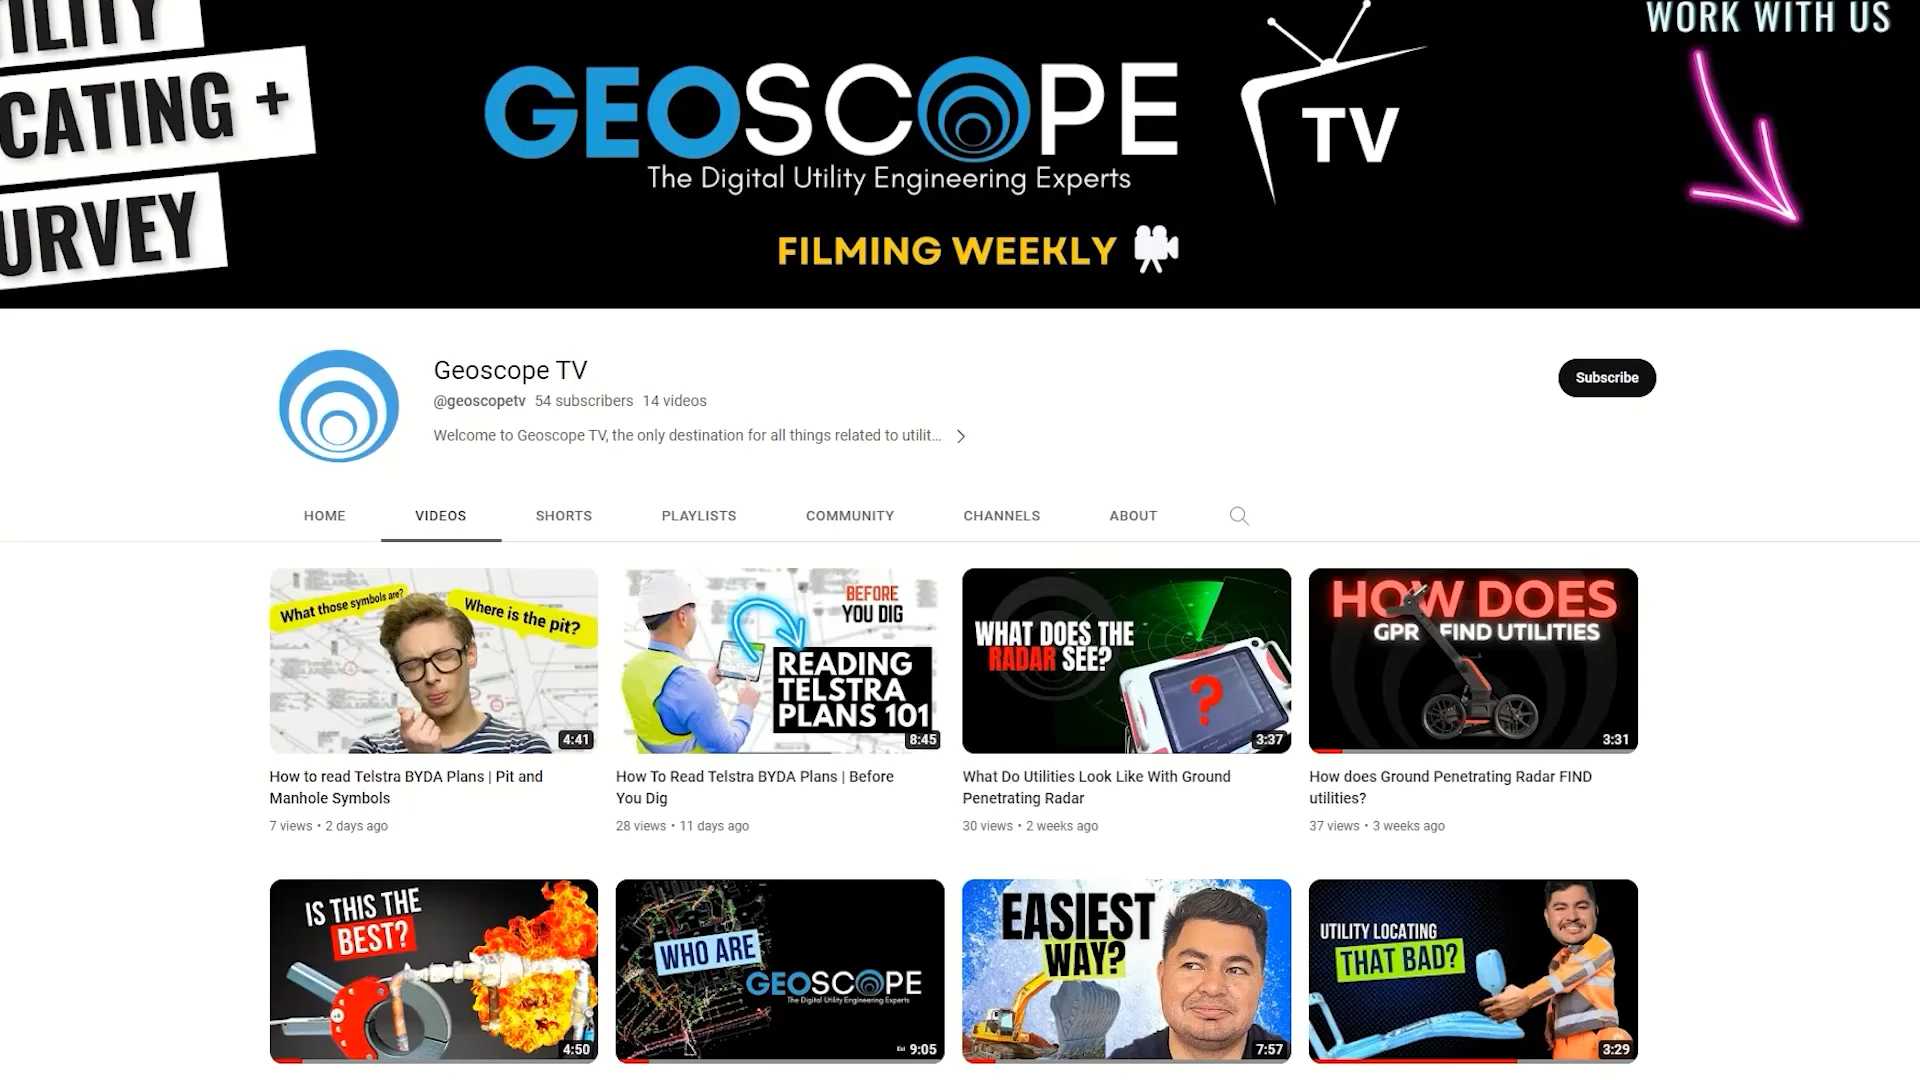 WORK WITH US
CATING +
URVEY
GEOSCOPE
TV
The Digital Utility Engineering Experts
FILMING WEEKLY
Geoscope TV
@geoscopetv 54 subscribers 14 videos
Welcome to Geoscope TV, the only destination for all things related to utilit...
Subscribe
HOME VIDEOS SHORTS PLAYLISTS COMMUNITY CHANNELS ABOUT
What those symbols are?
Where is the pit?
4:41
BEFORE
YOU DIG
READING
TELSTRA
PLANS 101
8:45
WHAT DOES THE
RADAR SEE?
?
3:37
HOW DOES
GPR FIND UTILITIES
3:31
How to read Telstra BYDA Plans | Pit and
Manhole Symbols
7 views • 2 days ago
How To Read Telstra BYDA Plans | Before
You Dig
28 views • 11 days ago
What Do Utilities Look Like With Ground
Penetrating Radar
30 views • 2 weeks ago
How does Ground Penetrating Radar FIND
utilities?
37 views • 3 weeks ago
IS THIS THE
BEST?
4:50
WHO ARE
GEOSCOPE
The Digital Utility Engineering Experts
9:05
EASIEST
WAY?
7:57
UTILITY LOCATING
THAT BAD?
3:29